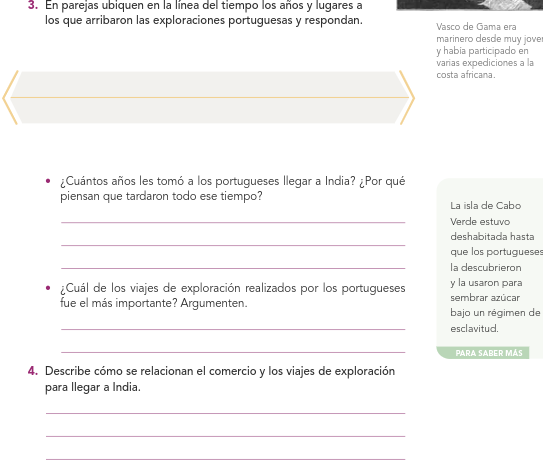 3. En parejas ubiquen en la línea del tiempo los años y lugares a
los que arribaron las exploraciones portuguesas y respondan.
Vasco de Gama era
marinero desde muy joven
y había participado en
varias expediciones a la
costa africana.
• ¿Cuántos años les tomó a los portugueses llegar a India? ¿Por qué
piensan que tardaron todo ese tiempo?
• ¿Cuál de los viajes de exploración realizados por los portugueses
fue el más importante? Argumenten.
4. Describe cómo se relacionan el comercio y los viajes de exploración
para llegar a India.
La isla de Cabo
Verde estuvo
deshabitada hasta
que los portugueses
la descubrieron
y la usaron para
sembrar azúcar
bajo un régimen de
esclavitud.
PARA SABER MÁS